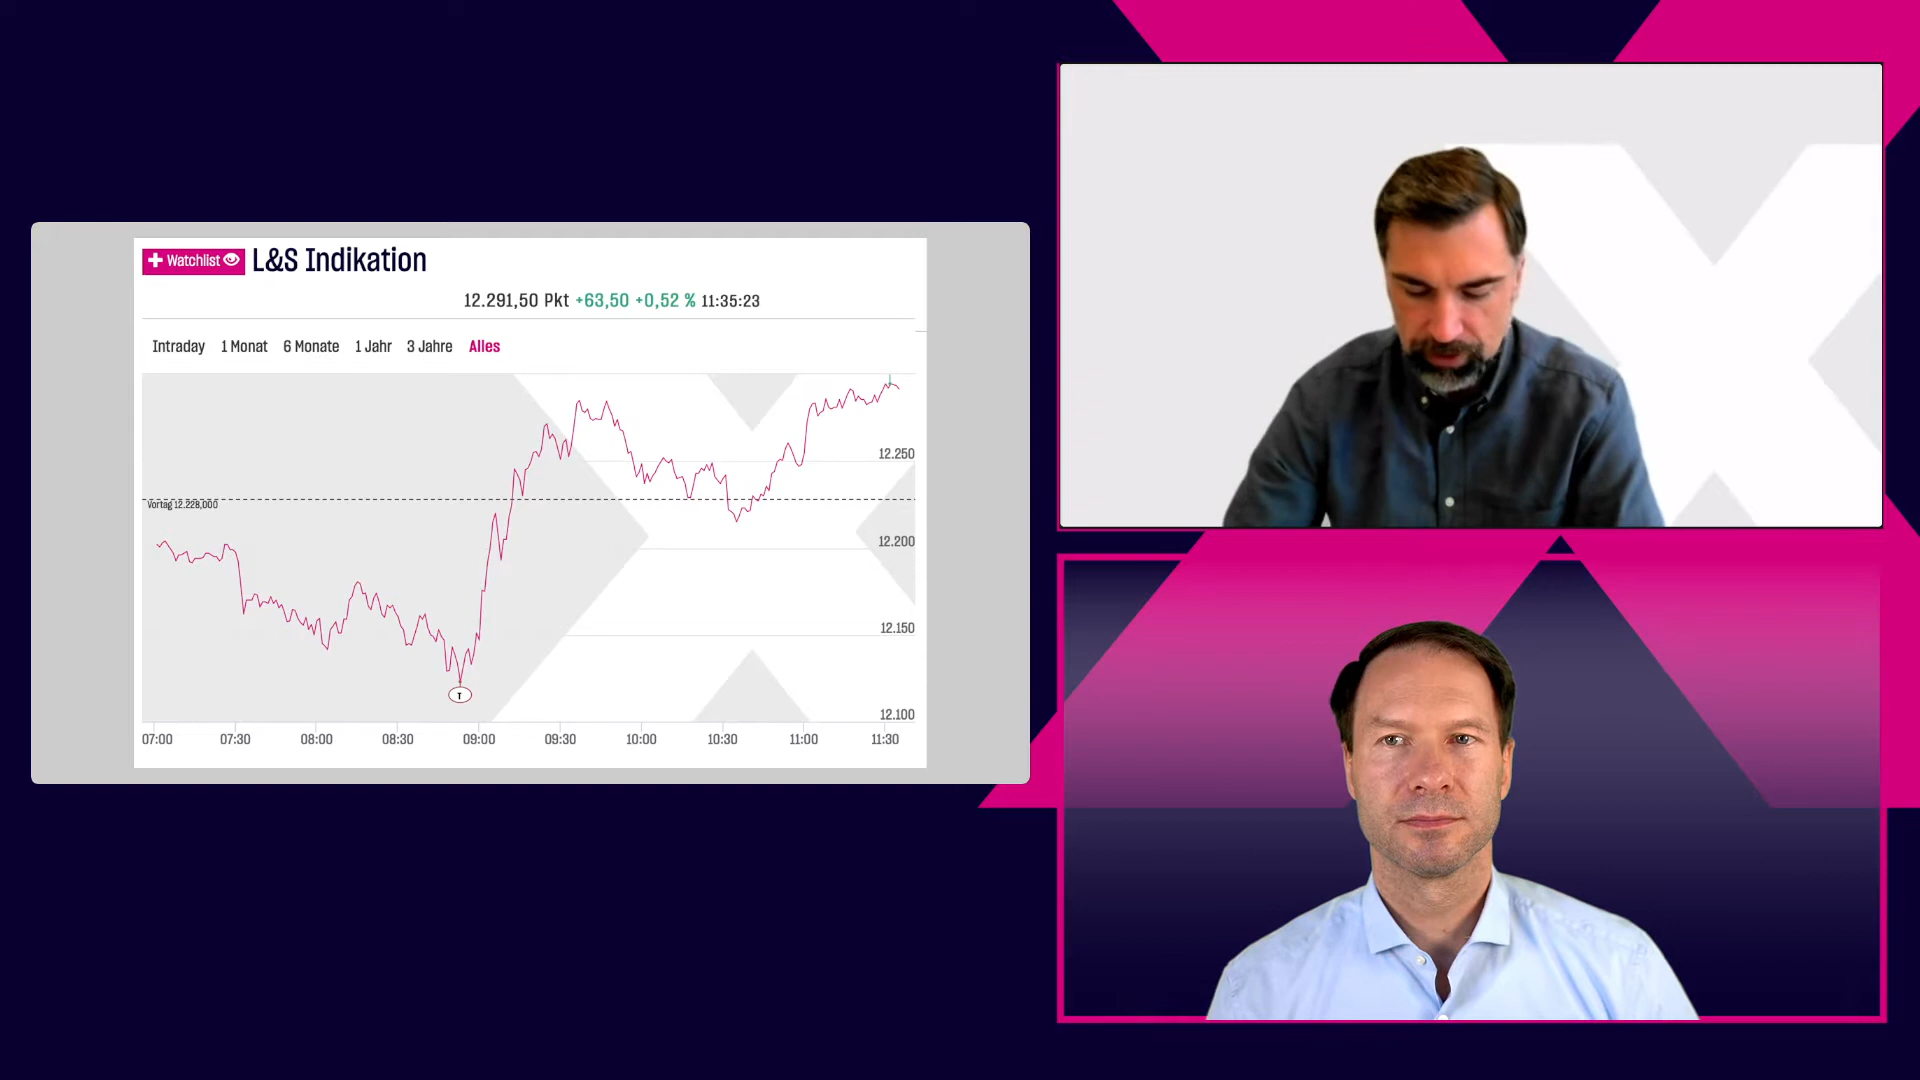 Watchlist L&S Indikation
12.291,50 Pkt +63,50 +0,52 % 11:35:23
Intraday 1 Monat 6 Monate 1 Jahr 3 Jahre Alles
12.250
Vortag 12.228,000
12.200
12.150
T
12.100
07:00 07:30 08:00 08:30 09:00 09:30 10:00 10:30 11:00 11:30